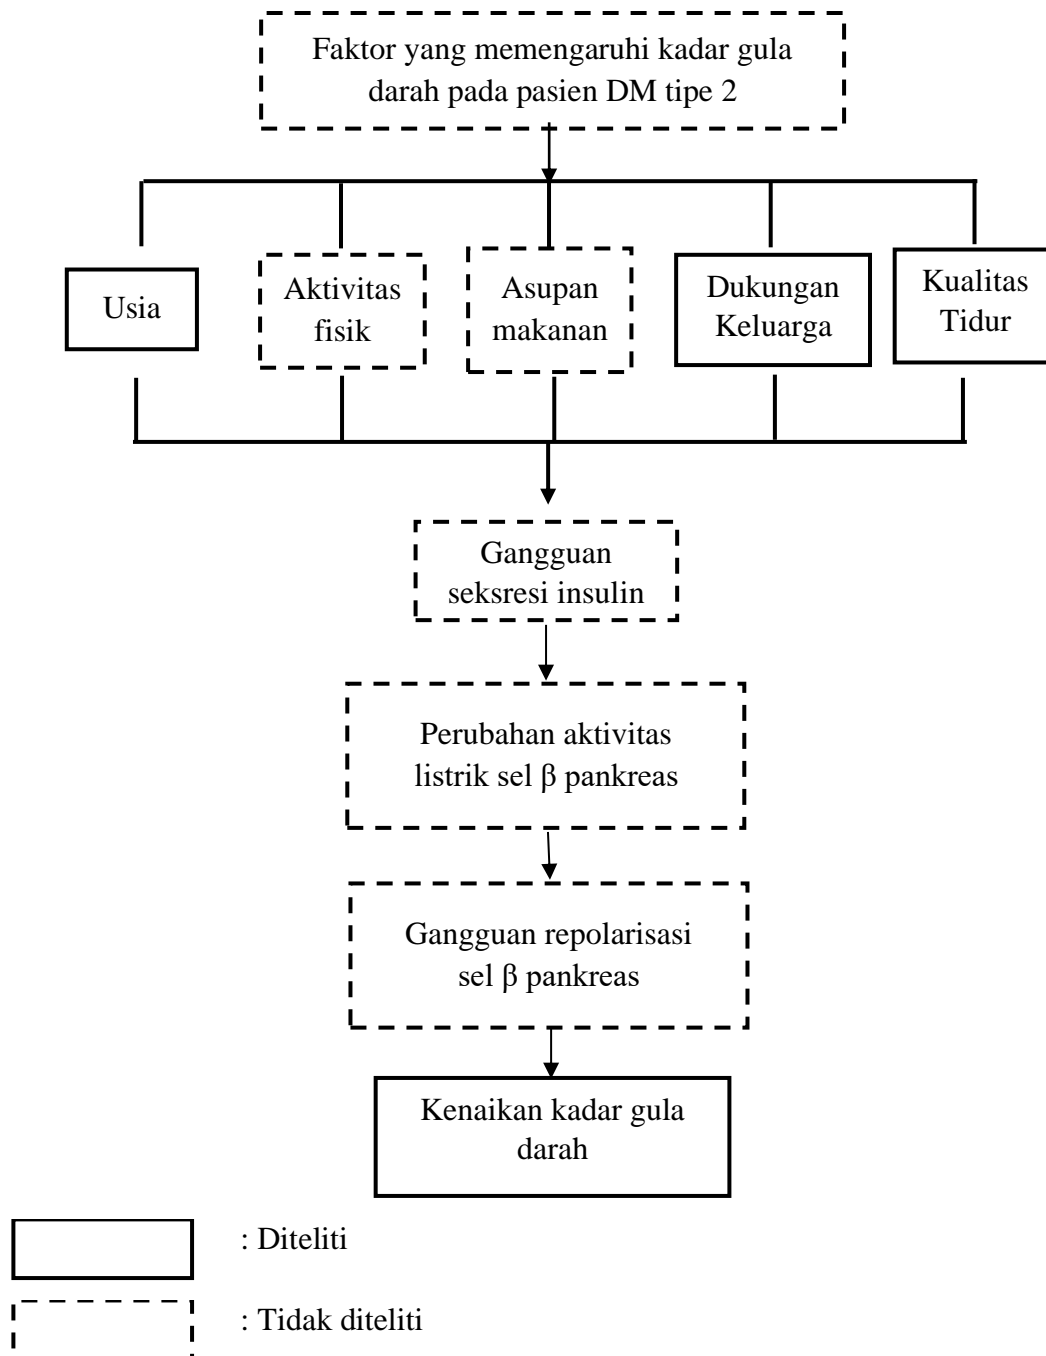 Faktor yang memengaruhi kadar gula
darah pada pasien DM tipe 2
Usia
Aktivitas
fisik
Asupan
makanan
Dukungan
Keluarga
Kualitas
Tidur
Gangguan
seksresi insulin
Perubahan aktivitas
listrik sel β pankreas
Gangguan repolarisasi
sel β pankreas
Kenaikan kadar gula
darah
: Diteliti
: Tidak diteliti